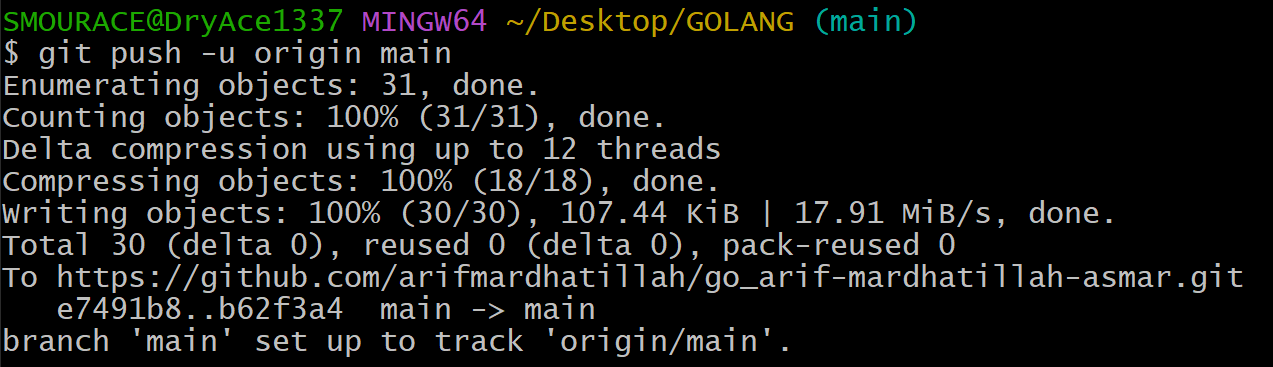 SMOURACE@DryAce1337 MINGW64 ~/Desktop/GOLANG (main)
$ git push -u origin main
Enumerating objects: 31, done.
Counting objects: 100% (31/31), done.
Delta compression using up to 12 threads
Compressing objects: 100% (18/18), done.
Writing objects: 100% (30/30), 107.44 KiB | 17.91 MiB/s, done.
Total 30 (delta 0), reused 0 (delta 0), pack-reused 0
To https://github.com/arifmardhatillah/go_arif-mardhatillah-asmar.git
   e7491b8..b62f3a4  main -> main
branch 'main' set up to track 'origin/main'.